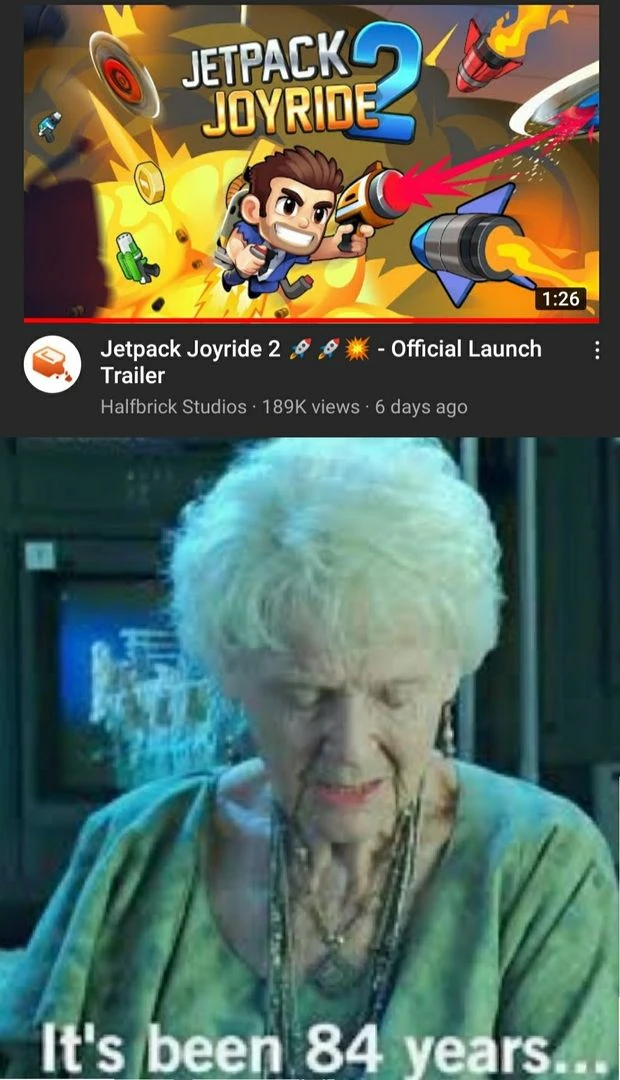 JETPACK 2
JOYRIDE
1:26
Jetpack Joyride 2 🚀 🚀 💥 - Official Launch
Trailer
Halfbrick Studios · 189K views · 6 days ago
It's been 84 years...